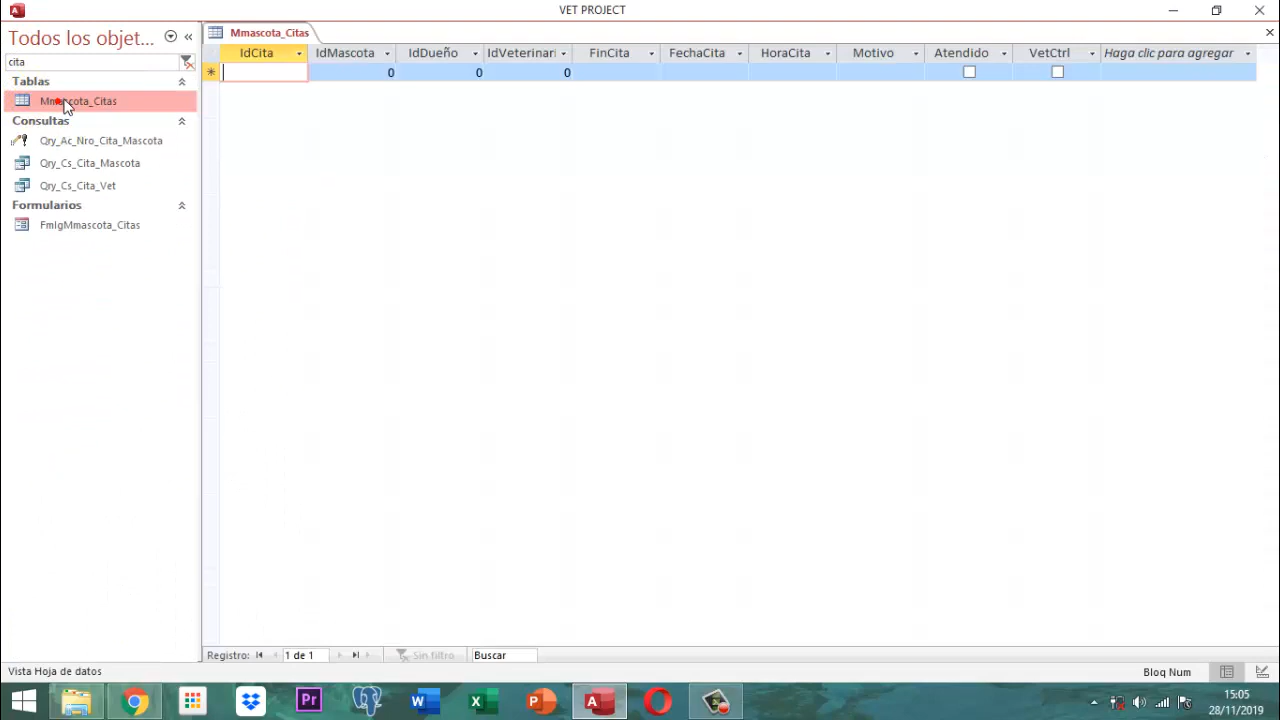 VET PROJECT
Todos los objet... «
cita
Tablas
Mmascota_Citas
Consultas
Qry_Ac_Nro_Cita_Mascota
Qry_Cs_Cita_Mascota
Qry_Cs_Cita_Vet
Formularios
FmIgMmascota_Citas
Mmascota_Citas
IdCita IdMascota IdDueño IdVeterinari FinCita FechaCita HoraCita Motivo Atendido VetCtrl Haga clic para agregar
* 0 0 0
Registro: 1 de 1 Sin filtro Buscar
Vista Hoja de datos Bloq Num
15:05
28/11/2019